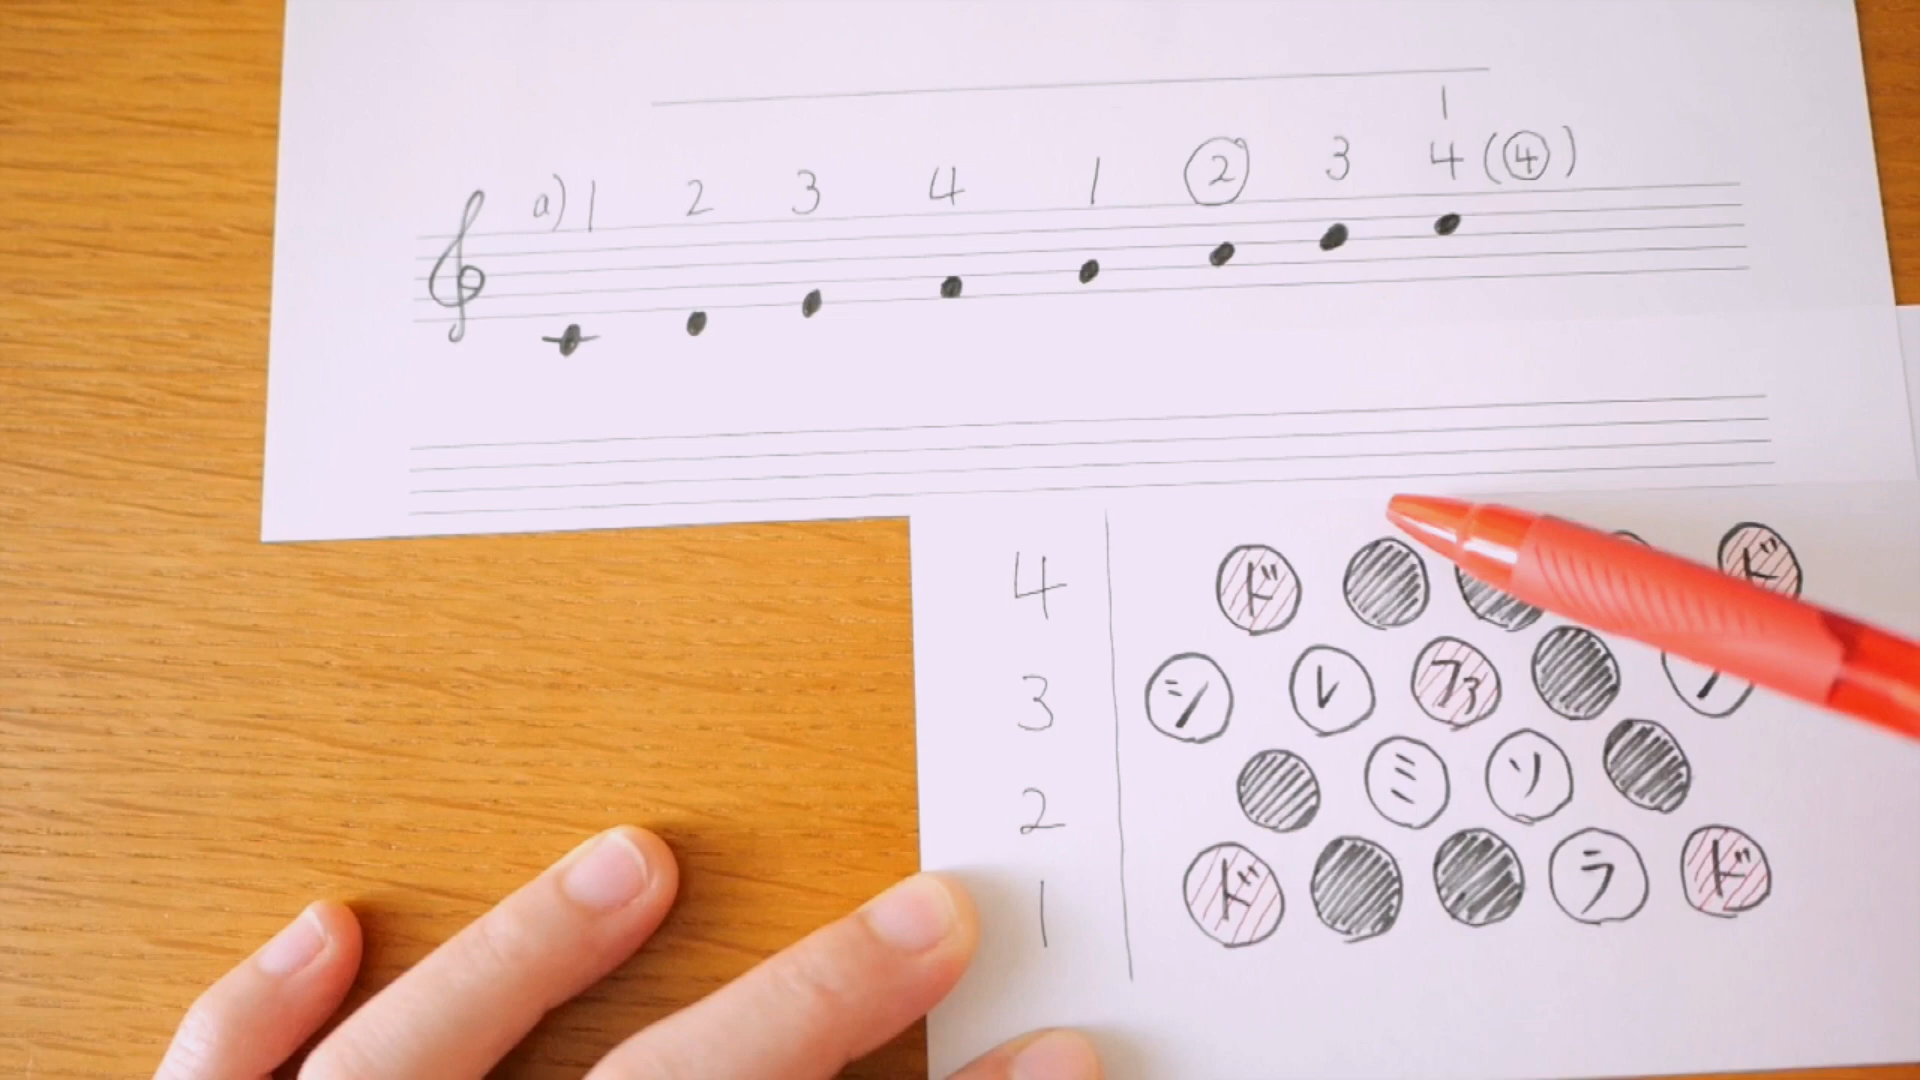 1
a) 1 2 3 4 1 ② 3 4 (④)
4 ド ド
3 シ レ ファ
2 ミ ソ
1 ド ラ ド